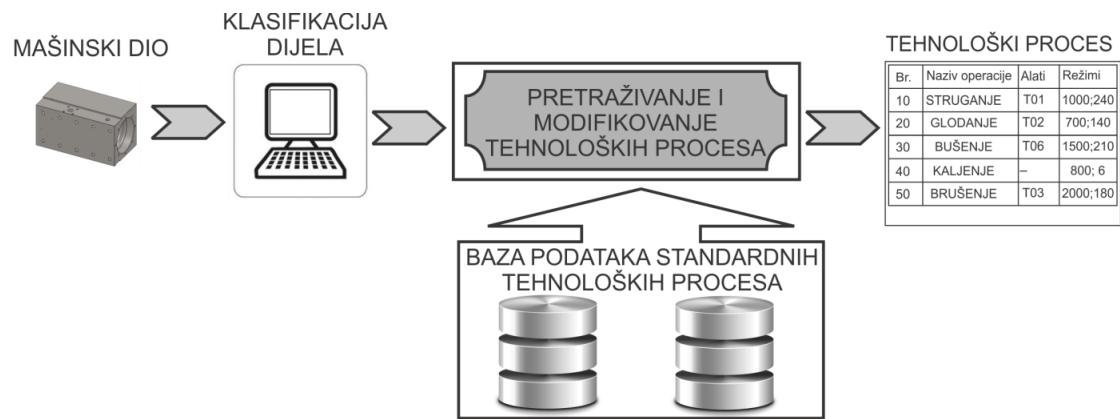 MAŠINSKI DIO
KLASIFIKACIJA
DIJELA
PRETRAŽIVANJE I
MODIFIKOVANJE
TEHNOLOŠKIH PROCESA
BAZA PODATAKA STANDARDNIH
TEHNOLOŠKIH PROCESA
TEHNOLOŠKI PROCES
Br. Naziv operacije Alati Režimi
10 STRUGANJE T01 1000;240
20 GLODANJE T02 700;140
30 BUŠENJE T06 1500;210
40 KALJENJE – 800; 6
50 BRUŠENJE T03 2000;180